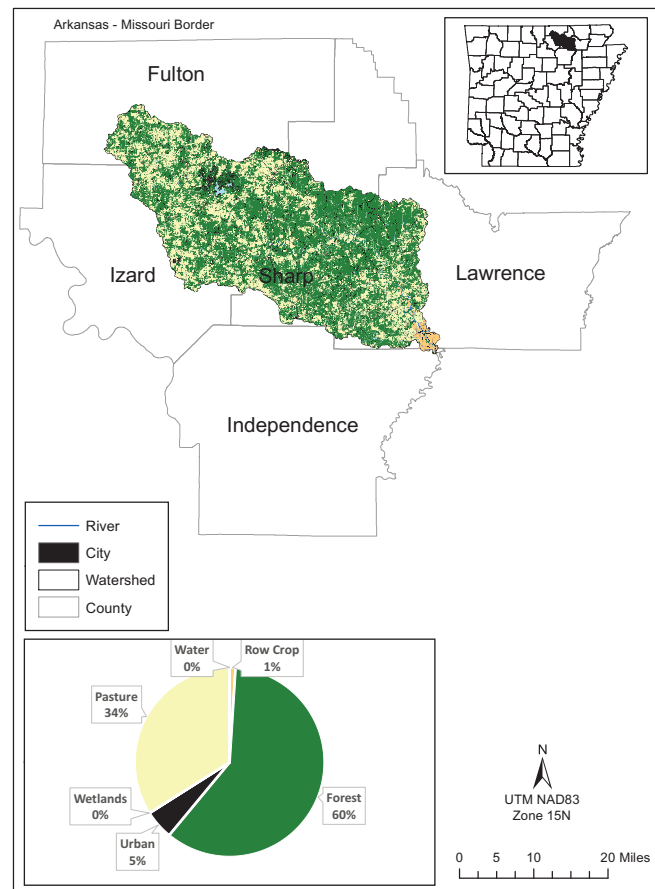 Arkansas - Missouri Border
Fulton
Izard
Sharp
Lawrence
Independence
River
City
Watershed
County
Water
0%
Row Crop
1%
Pasture
34%
Wetlands
0%
Urban
5%
Forest
60%
N
UTM NAD83
Zone 15N
0 5 10 20 Miles